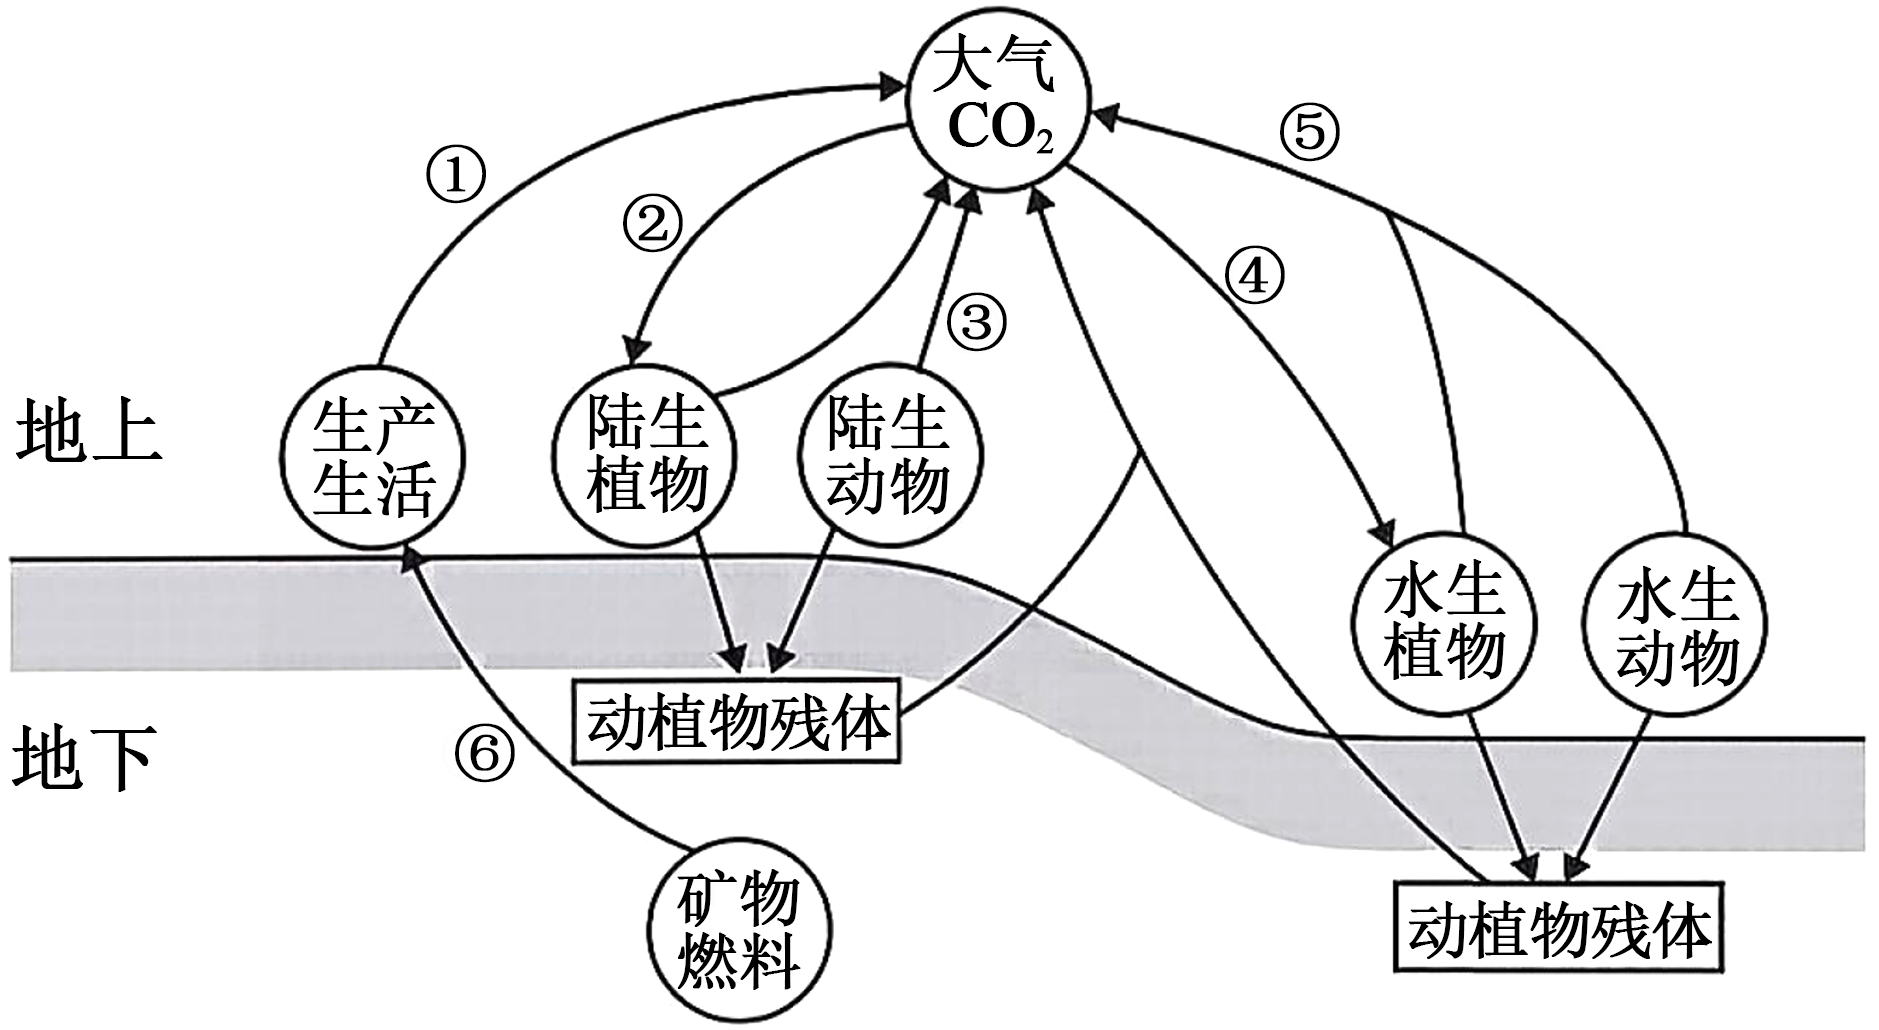 大气
CO₂
⑤
①
②
④
③
地上
生产
生活
陆生
植物
陆生
动物
水生
植物
水生
动物
地下
⑥
动植物残体
矿物
燃料
动植物残体